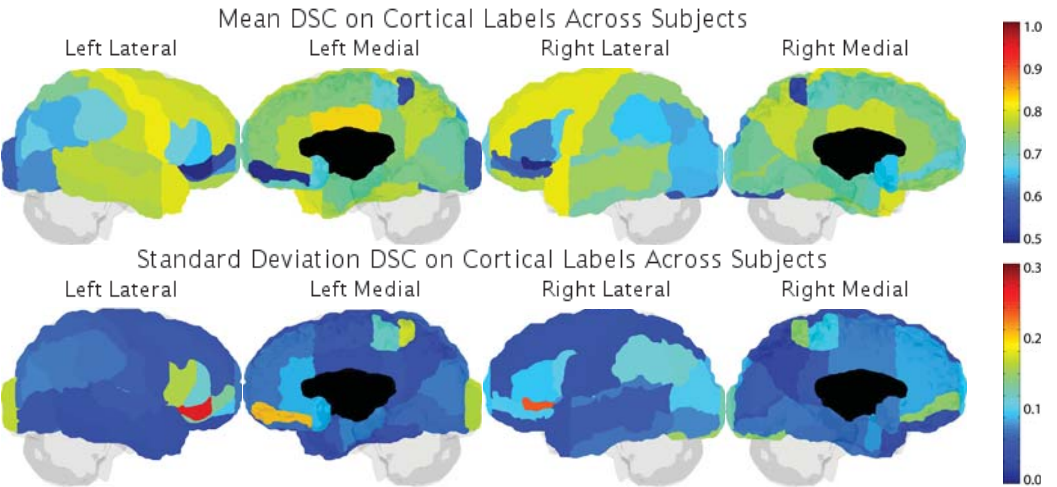 Mean DSC on Cortical Labels Across Subjects
Left Lateral Left Medial Right Lateral Right Medial
1.0
0.9
0.8
0.7
0.6
0.5
Standard Deviation DSC on Cortical Labels Across Subjects
Left Lateral Left Medial Right Lateral Right Medial
0.3
0.2
0.1
0.0